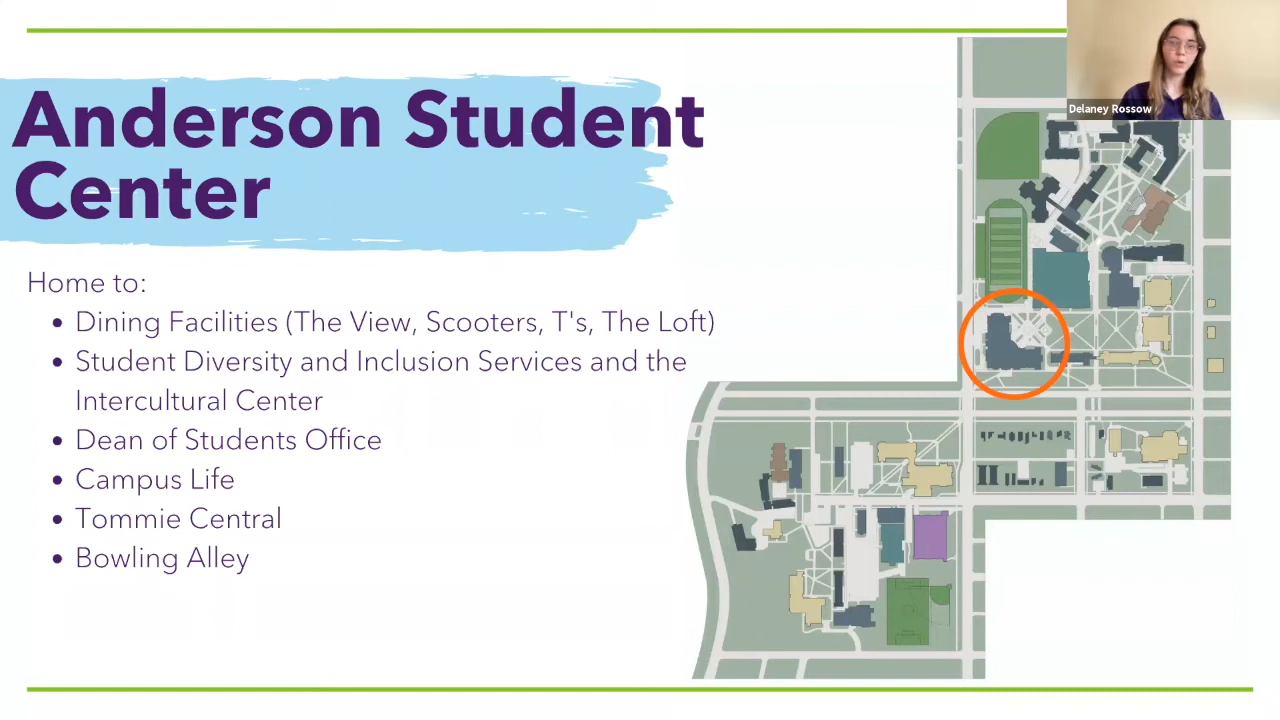 Anderson Student
Center
Delaney Rossow
Home to:
• Dining Facilities (The View, Scooters, T's, The Loft)
• Student Diversity and Inclusion Services and the
Intercultural Center
• Dean of Students Office
• Campus Life
• Tommie Central
• Bowling Alley